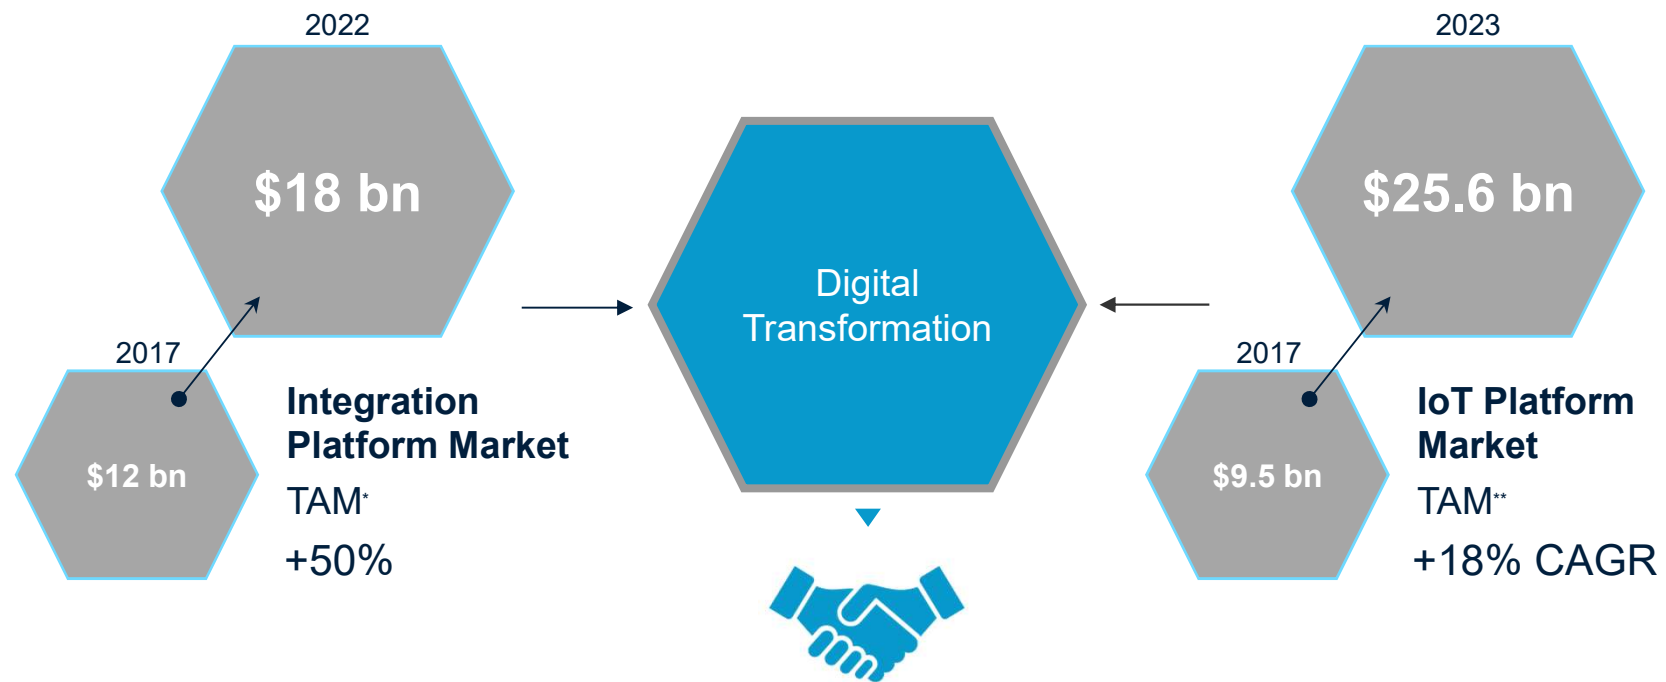 2022
$18 bn
2017
$12 bn
Integration
Platform Market
TAM*
+50%
Digital
Transformation
2023
$25.6 bn
2017
$9.5 bn
IoT Platform
Market
TAM**
+18% CAGR